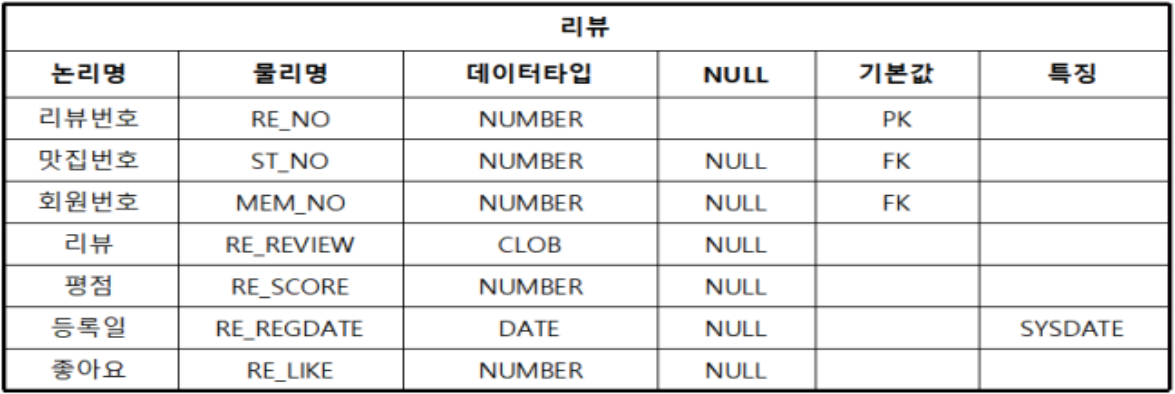 리뷰
논리명 물리명 데이터타입 NULL 기본값 특징
리뷰번호 RE_NO NUMBER PK
맛집번호 ST_NO NUMBER NULL FK
회원번호 MEM_NO NUMBER NULL FK
리뷰 RE_REVIEW CLOB NULL
평점 RE_SCORE NUMBER NULL
등록일 RE_REGDATE DATE NULL SYSDATE
좋아요 RE_LIKE NUMBER NULL